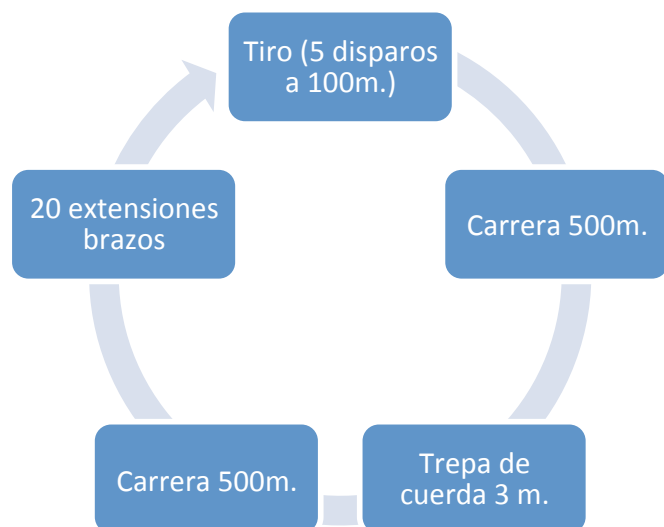 Tiro (5 disparos
a 100m.)
Carrera 500m.
Trepa de
cuerda 3 m.
Carrera 500m.
20 extensiones
brazos